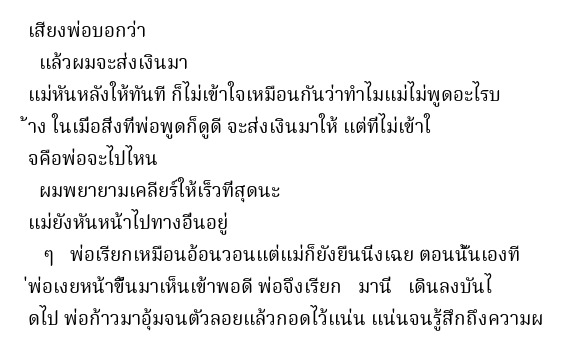 เสียงพ่อบอกว่า
แล้วผมจะส่งเงินมา
แม่หันหลังให้ทันที ก็ไม่เข้าใจเหมือนกันว่าทำไมแม่ไม่พูดอะไรบ
้าง ในเมื่อสิ่งที่พ่อพูดก็ดูดี จะส่งเงินมาให้ แต่ที่ไม่เข้าใ
จคือพ่อจะไปไหน
ผมพยายามเคลียร์ให้เร็วที่สุดนะ
แม่ยังหันหน้าไปทางอื่นอยู่
ๆ พ่อเรียกเหมือนอ้อนวอนแต่แม่ก็ยังยืนนิ่งเฉย ตอนนั้นเองที
่พ่อเงยหน้าขึ้นมาเห็นเข้าพอดี พ่อจึงเรียก มานี่ เดินลงบันไ
ดไป พ่อก้าวมาอุ้มจนตัวลอยแล้วกอดไว้แน่น แน่นจนรู้สึกถึงความผ